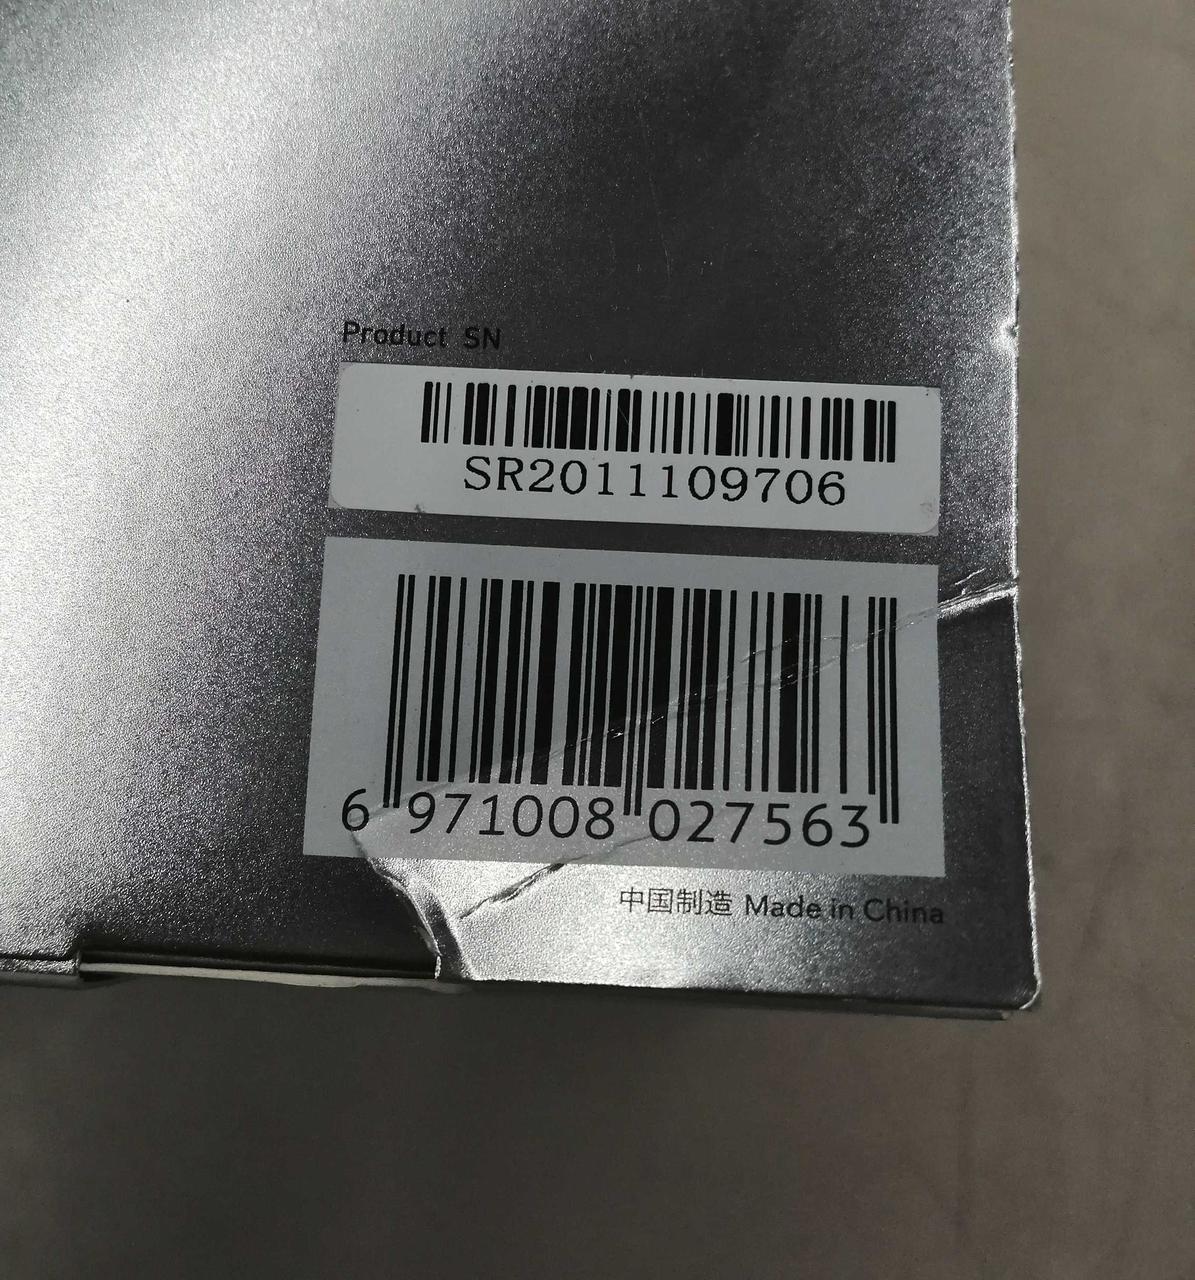 Product SN
SR2011109706
6 971008 027563
中国制造 Made in China